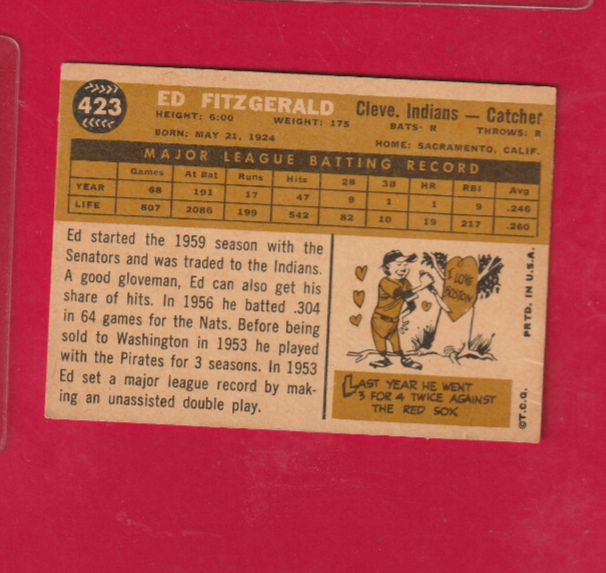 423
ED FITZGERALD
Cleve. Indians — Catcher
HEIGHT: 6:00 WEIGHT: 175 BATS: R THROWS: R
BORN: MAY 21, 1924 HOME: SACRAMENTO, CALIF.
MAJOR LEAGUE BATTING RECORD
Games At Bat Runs Hits 2B 3B HR RBI Avg
YEAR 68 191 17 47 9 1 1 9 .246
LIFE 807 2086 199 542 82 10 19 217 .260
Ed started the 1959 season with the
Senators and was traded to the Indians.
A good gloveman, Ed can also get his
share of hits. In 1956 he batted .304
in 64 games for the Nats. Before being
sold to Washington in 1953 he played
with the Pirates for 3 seasons. In 1953
Ed set a major league record by mak-
ing an unassisted double play.
I LOVE
BOSTON
LAST YEAR HE WENT
3 FOR 4 TWICE AGAINST
THE RED SOX
©T.C.G. PRTD. IN U.S.A.